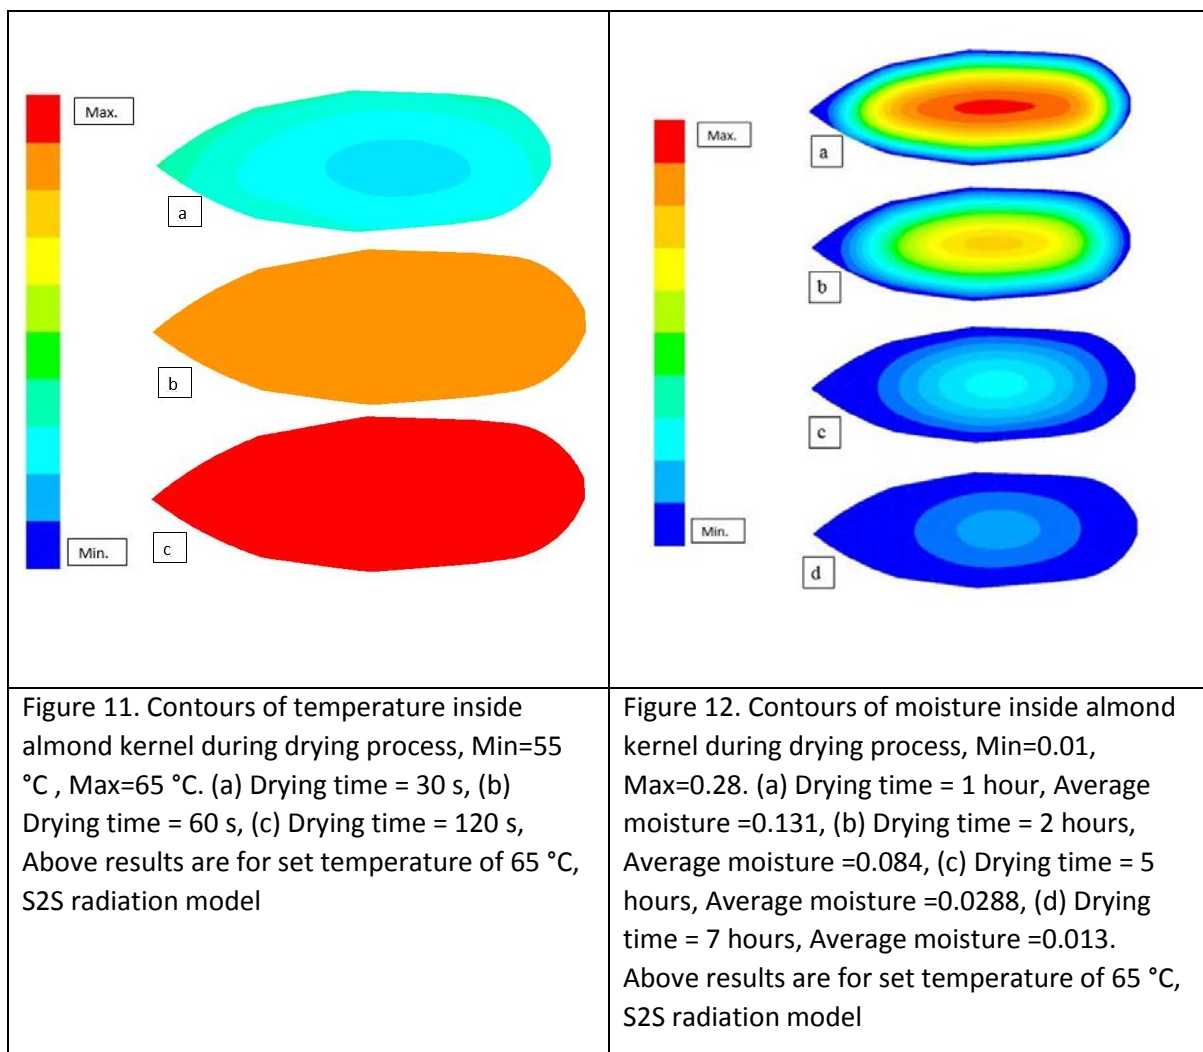 Max.
a
b
Min.
c
Max.
a
b
c
Min.
d
Figure 11. Contours of temperature inside
almond kernel during drying process, Min=55
°C , Max=65 °C. (a) Drying time = 30 s, (b)
Drying time = 60 s, (c) Drying time = 120 s,
Above results are for set temperature of 65 °C,
S2S radiation model
Figure 12. Contours of moisture inside almond
kernel during drying process, Min=0.01,
Max=0.28. (a) Drying time = 1 hour, Average
moisture =0.131, (b) Drying time = 2 hours,
Average moisture =0.084, (c) Drying time = 5
hours, Average moisture =0.0288, (d) Drying
time = 7 hours, Average moisture =0.013.
Above results are for set temperature of 65 °C,
S2S radiation model